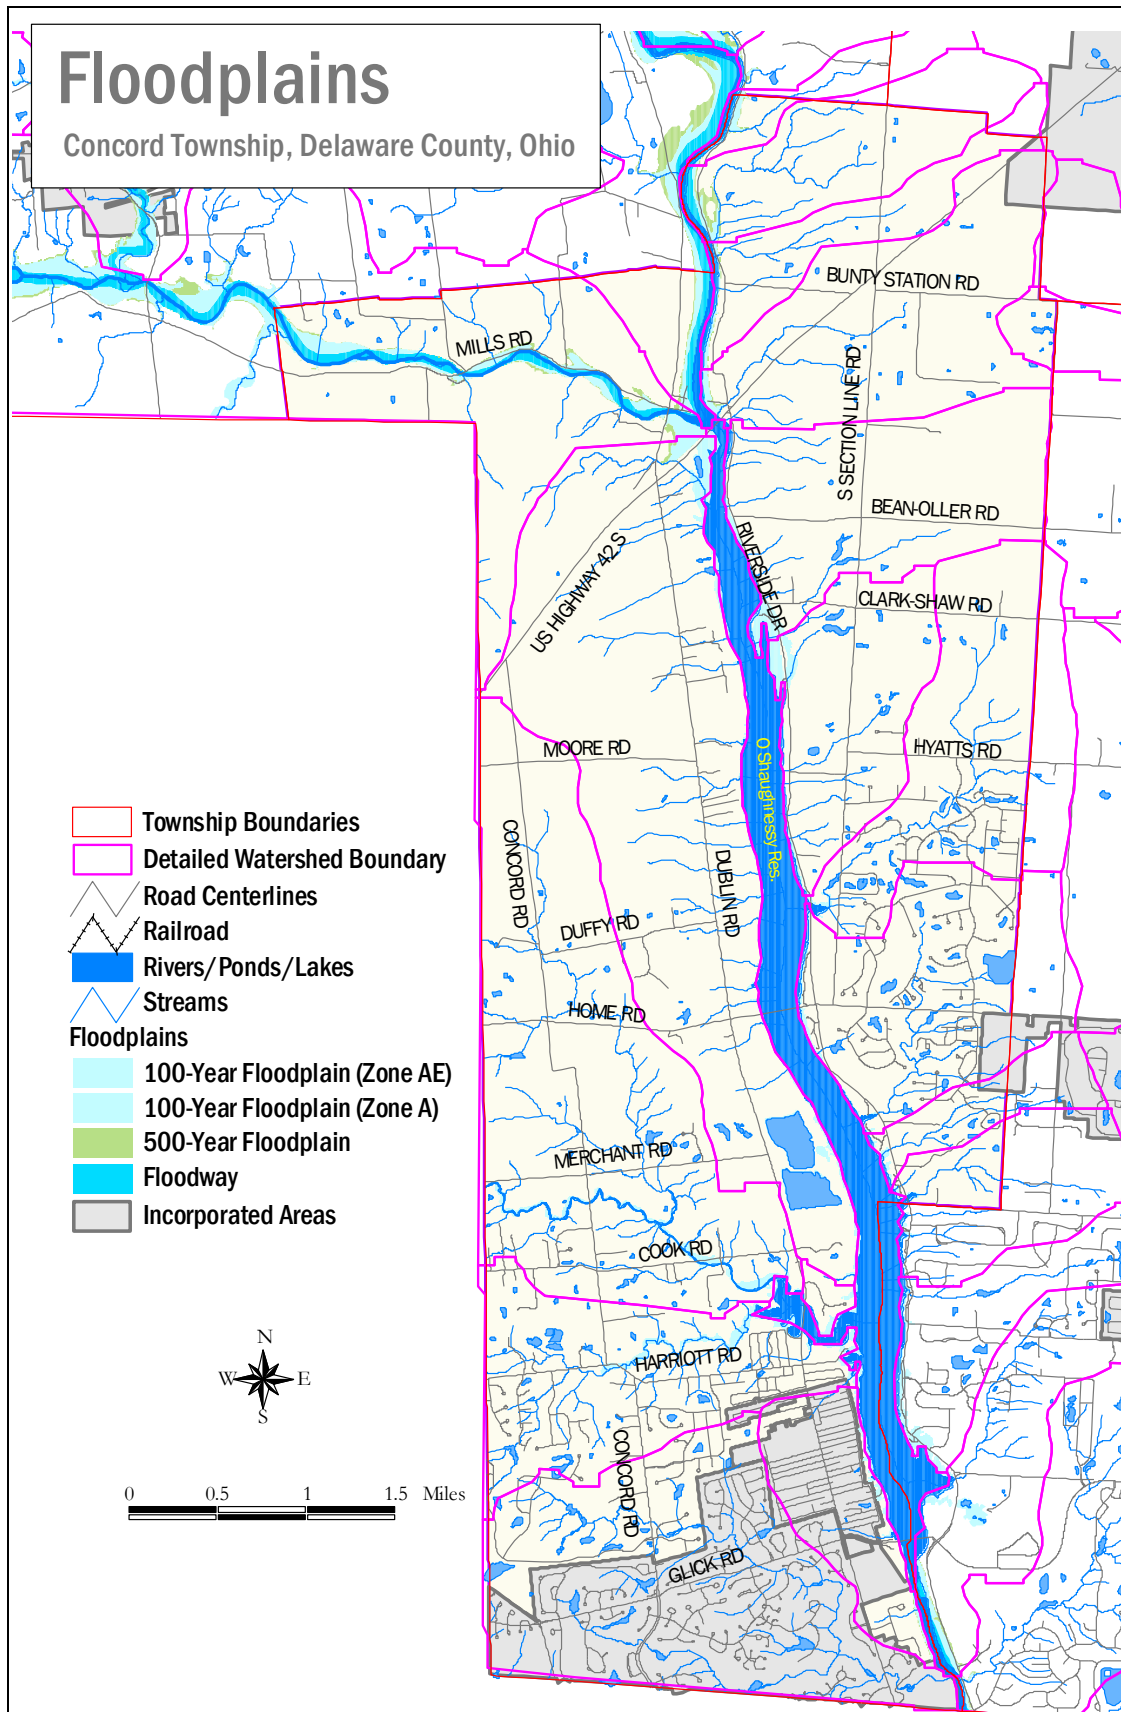 Floodplains
Concord Township, Delaware County, Ohio
BUNTY STATION RD
MILLS RD
S SECTION LINE RD
BEAN-OLLER RD
RIVERSIDE DR
US HIGHWAY 42 S
CLARK-SHAW RD
MOORE RD
HYATTS RD
O Shaughnessy Res.
Township Boundaries
Detailed Watershed Boundary
Road Centerlines
Railroad
Rivers/Ponds/Lakes
Streams
Floodplains
100-Year Floodplain (Zone AE)
100-Year Floodplain (Zone A)
500-Year Floodplain
Floodway
Incorporated Areas
CONCORD RD
DUBLIN RD
DUFFY RD
HOME RD
MERCHANT RD
COOK RD
HARRIOTT RD
N
W E
S
CONCORD RD
0 0.5 1 1.5 Miles
GLICK RD